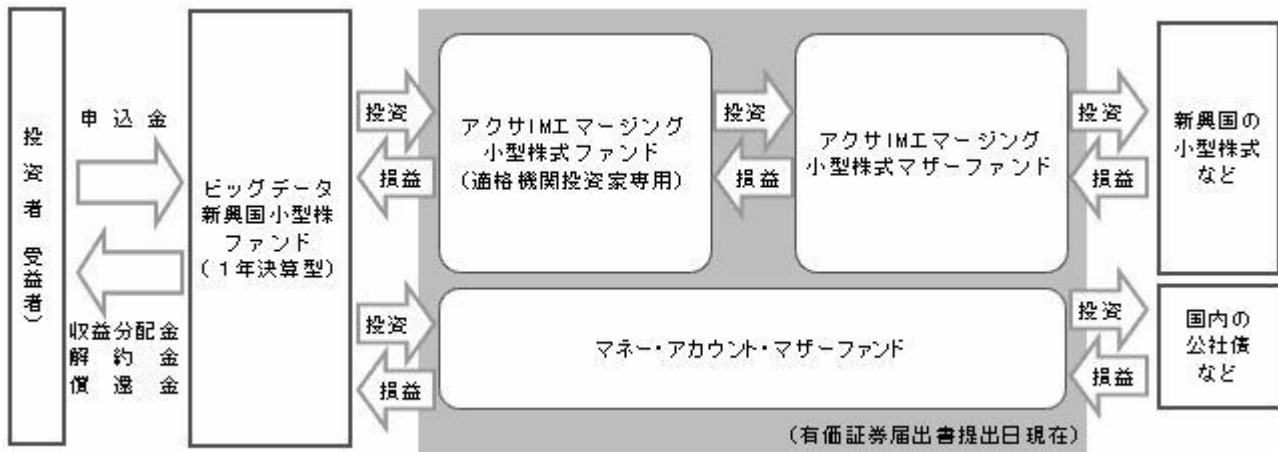 投資者 受益者)
申込金
収益分配金
解約金
償還金
ビッグデータ
新興国小型株
ファンド
(1年決算型)
投資
損益
アクサIMエマージング
小型株式ファンド
(適格機関投資家専用)
投資
損益
アクサIMエマージング
小型株式マザーファンド
投資
損益
新興国の
小型株式
など
投資
損益
マネー・アカウント・マザーファンド
投資
損益
国内の
公社債
など
(有価証券届出書提出日現在)